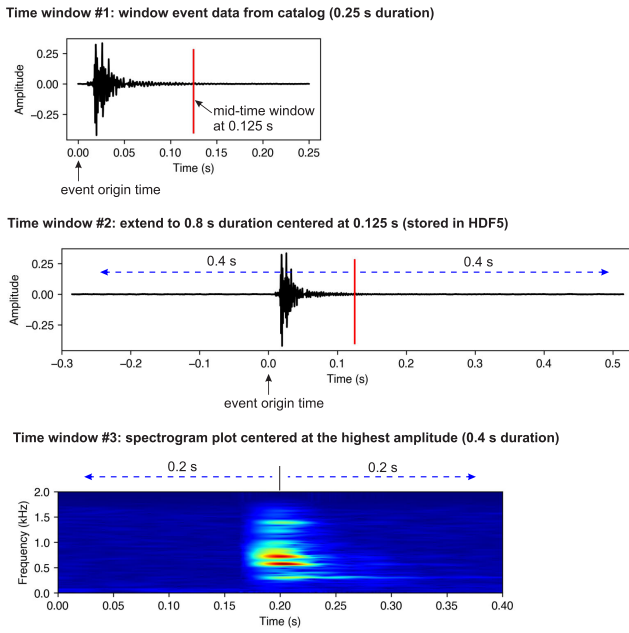 Time window #1: window event data from catalog (0.25 s duration)
0.25
0.00
−0.25
Amplitude
mid-time window
at 0.125 s
0.00 0.05 0.10 0.15 0.20 0.25
Time (s)
event origin time
Time window #2: extend to 0.8 s duration centered at 0.125 s (stored in HDF5)
0.4 s 0.4 s
0.25
0.00
−0.25
Amplitude
−0.3 −0.2 −0.1 0.0 0.1 0.2 0.3 0.4 0.5
Time (s)
event origin time
Time window #3: spectrogram plot centered at the highest amplitude (0.4 s duration)
0.2 s 0.2 s
2.0
1.5
1.0
0.5
0.0
Frequency (kHz)
0.00 0.05 0.10 0.15 0.20 0.25 0.30 0.35 0.40
Time (s)